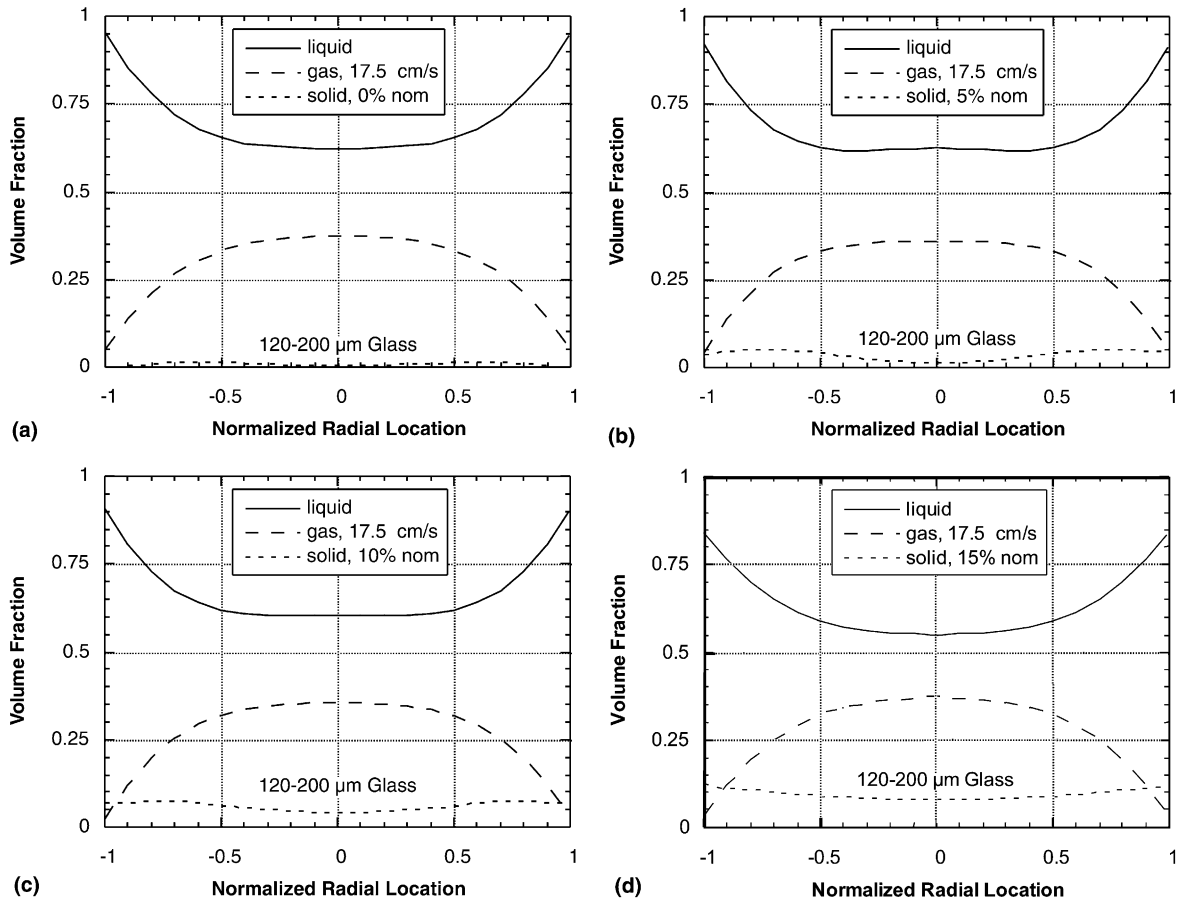 1
liquid
gas, 17.5 cm/s
solid, 0% nom
0.75
0.5
0.25
0
Volume Fraction
120-200 µm Glass
-1
-0.5
0
0.5
1
(a)
Normalized Radial Location
1
liquid
gas, 17.5 cm/s
solid, 5% nom
0.75
0.5
0.25
0
Volume Fraction
120-200 µm Glass
-1
-0.5
0
0.5
1
(b)
Normalized Radial Location
1
liquid
gas, 17.5 cm/s
solid, 10% nom
0.75
0.5
0.25
0
Volume Fraction
120-200 µm Glass
-1
-0.5
0
0.5
1
(c)
Normalized Radial Location
1
liquid
gas, 17.5 cm/s
solid, 15% nom
0.75
0.5
0.25
0
Volume Fraction
120-200 µm Glass
-1
-0.5
0
0.5
1
(d)
Normalized Radial Location